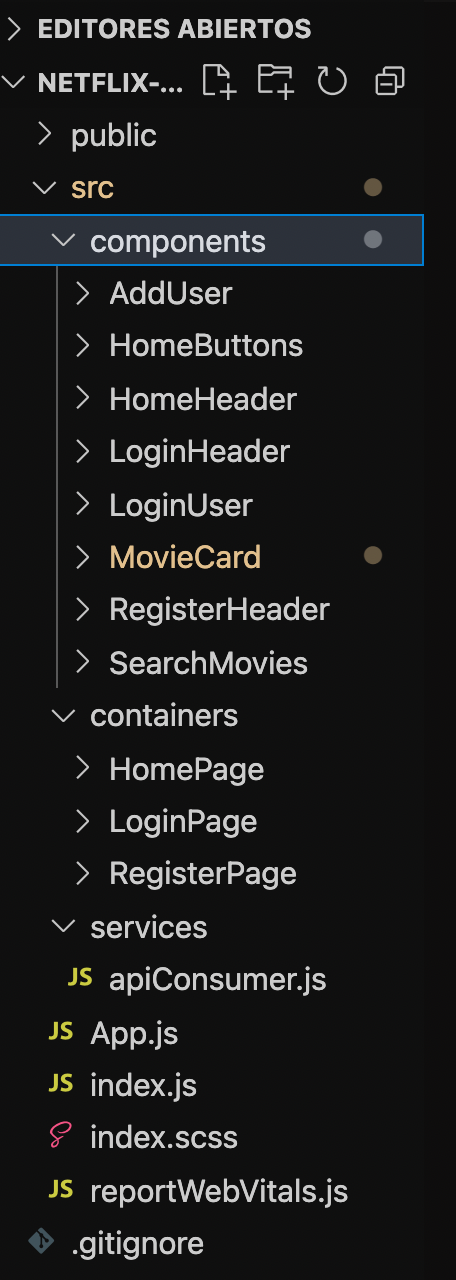 EDITORES ABIERTOS
NETFLIX-...
public
src
components
AddUser
HomeButtons
HomeHeader
LoginHeader
LoginUser
MovieCard
RegisterHeader
SearchMovies
containers
HomePage
LoginPage
RegisterPage
services
JS apiConsumer.js
JS App.js
JS index.js
index.scss
JS reportWebVitals.js
.gitignore